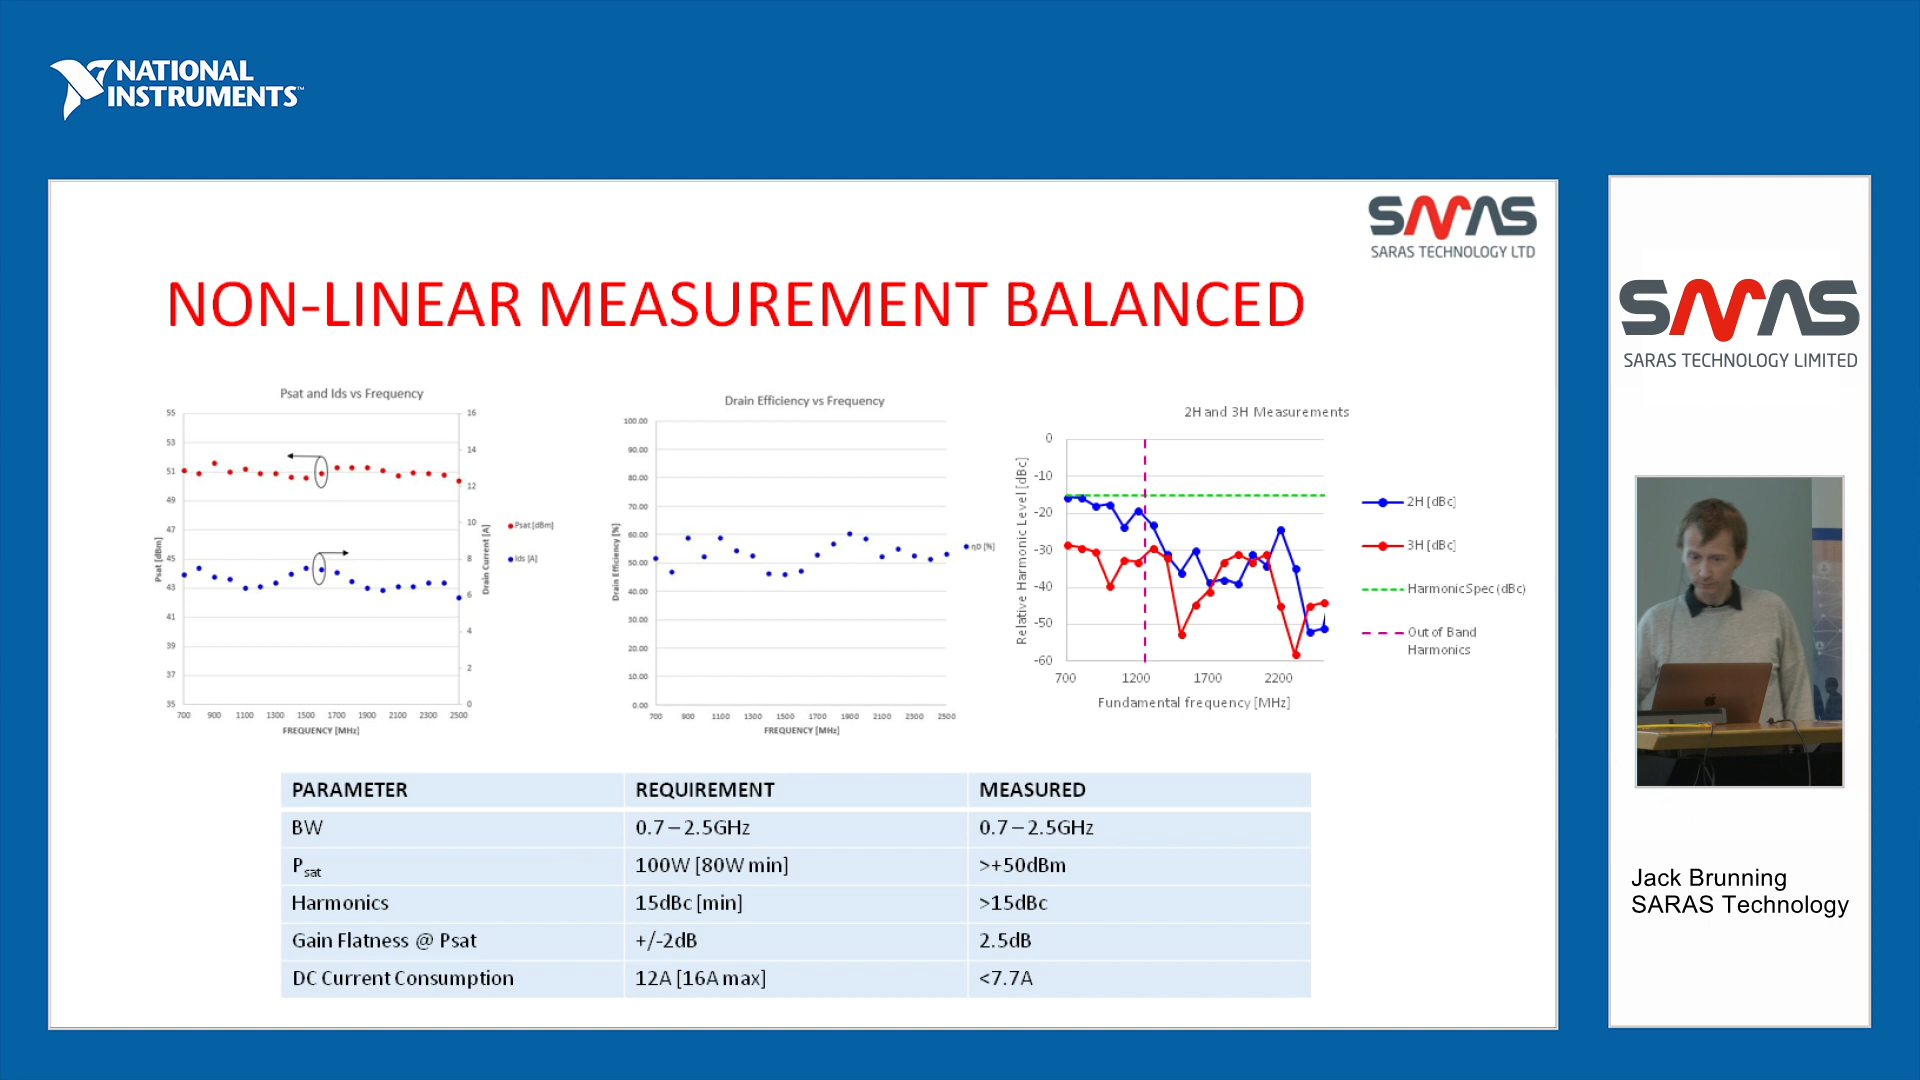 NATIONAL
INSTRUMENTS™
SARAS
SARAS TECHNOLOGY LTD
NON-LINEAR MEASUREMENT BALANCED
Psat and Ids vs Frequency
55
53
51
49
47
45
43
41
39
37
35
Psat [dBm]
16
14
12
10
8
6
4
2
0
Drain Current [A]
700 900 1100 1300 1500 1700 1900 2100 2300 2500
FREQUENCY [MHz]
Psat [dBm]
Ids [A]
Drain Efficiency vs Frequency
100.00
90.00
80.00
70.00
60.00
50.00
40.00
30.00
20.00
10.00
0.00
Drain Efficiency [%]
700 900 1100 1300 1500 1700 1900 2100 2300 2500
FREQUENCY [MHz]
ηD [%]
2H and 3H Measurements
0
-10
-20
-30
-40
-50
-60
Relative Harmonic Level [dBc]
700 1200 1700 2200
Fundamental frequency [MHz]
2H [dBc]
3H [dBc]
Harmonic Spec (dBc)
Out of Band
Harmonics
PARAMETER REQUIREMENT MEASURED
BW 0.7 – 2.5GHz 0.7 – 2.5GHz
Psat 100W [80W min] >+50dBm
Harmonics 15dBc [min] >15dBc
Gain Flatness @ Psat +/-2dB 2.5dB
DC Current Consumption 12A [16A max] <7.7A
SARAS
SARAS TECHNOLOGY LIMITED
Jack Brunning
SARAS Technology